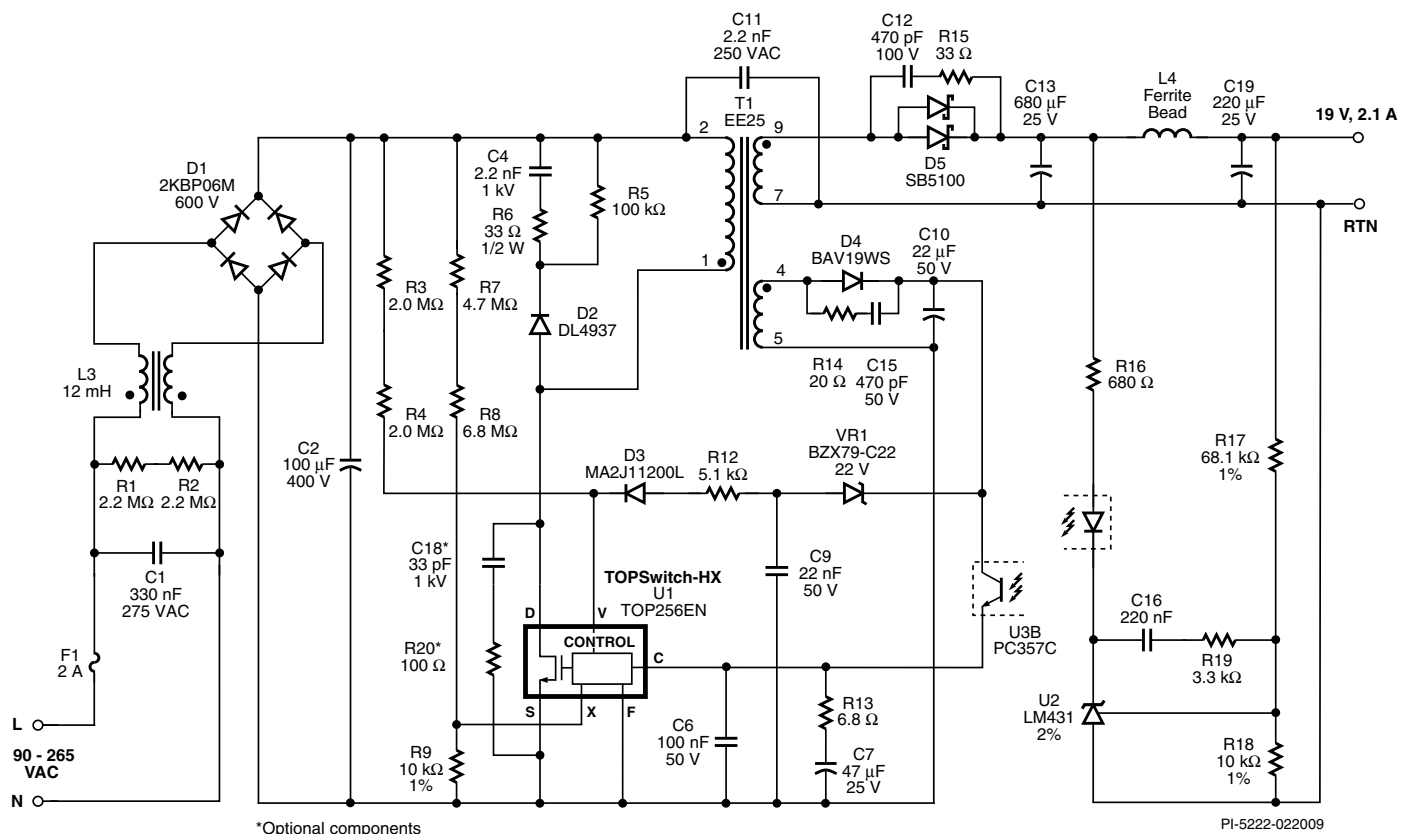 C11
2.2 nF
250 VAC
C12
470 pF
100 V
R15
33 Ω
T1
EE25
2
9
1
7
4
5
D5
SB5100
C13
680 µF
25 V
L4
Ferrite
Bead
C19
220 µF
25 V
19 V, 2.1 A
RTN
D1
2KBP06M
600 V
C4
2.2 nF
1 kV
R5
100 kΩ
R6
33 Ω
1/2 W
D4
BAV19WS
C10
22 µF
50 V
R3
2.0 MΩ
R7
4.7 MΩ
D2
DL4937
R14
20 Ω
C15
470 pF
50 V
R16
680 Ω
L3
12 mH
R4
2.0 MΩ
R8
6.8 MΩ
C2
100 µF
400 V
D3
MA2J11200L
R12
5.1 kΩ
VR1
BZX79-C22
22 V
R17
68.1 kΩ
1%
R1
2.2 MΩ
R2
2.2 MΩ
C1
330 nF
275 VAC
C18*
33 pF
1 kV
TOPSwitch-HX
U1
TOP256EN
C9
22 nF
50 V
D
V
CONTROL
C
S
X
F
U3B
PC357C
C16
220 nF
R19
3.3 kΩ
F1
2 A
R20*
100 Ω
L
90 - 265
VAC
N
R9
10 kΩ
1%
C6
100 nF
50 V
R13
6.8 Ω
C7
47 µF
25 V
U2
LM431
2%
R18
10 kΩ
1%
*Optional components
PI-5222-022009